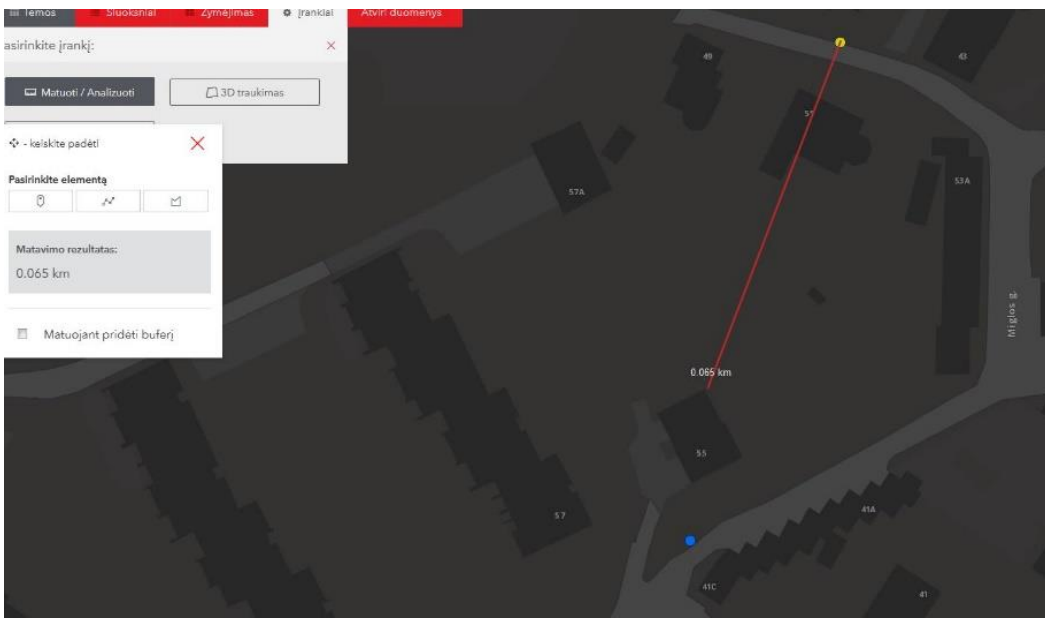 Temos Sluoksniai Žymėjimas Įrankiai Atviri duomenys
asirinkite įrankį:
Matuoti / Analizuoti 3D traukimas
- keiskite padėtį
Pasirinkite elementą
Matavimo rezultatas:
0.065 km
Matuojant pridėti buferį
49
43
51
53A
57A
Miglos g.
0.065 km
55
41A
57
41C
41